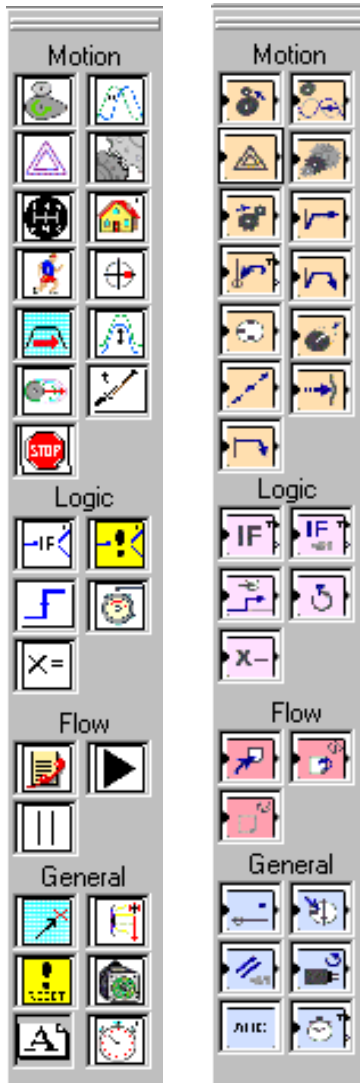 Motion
STOP
Logic
IF
X=
Flow
General
RESET
A
Motion
Logic
IF
IF
X=
Flow
General
ABC